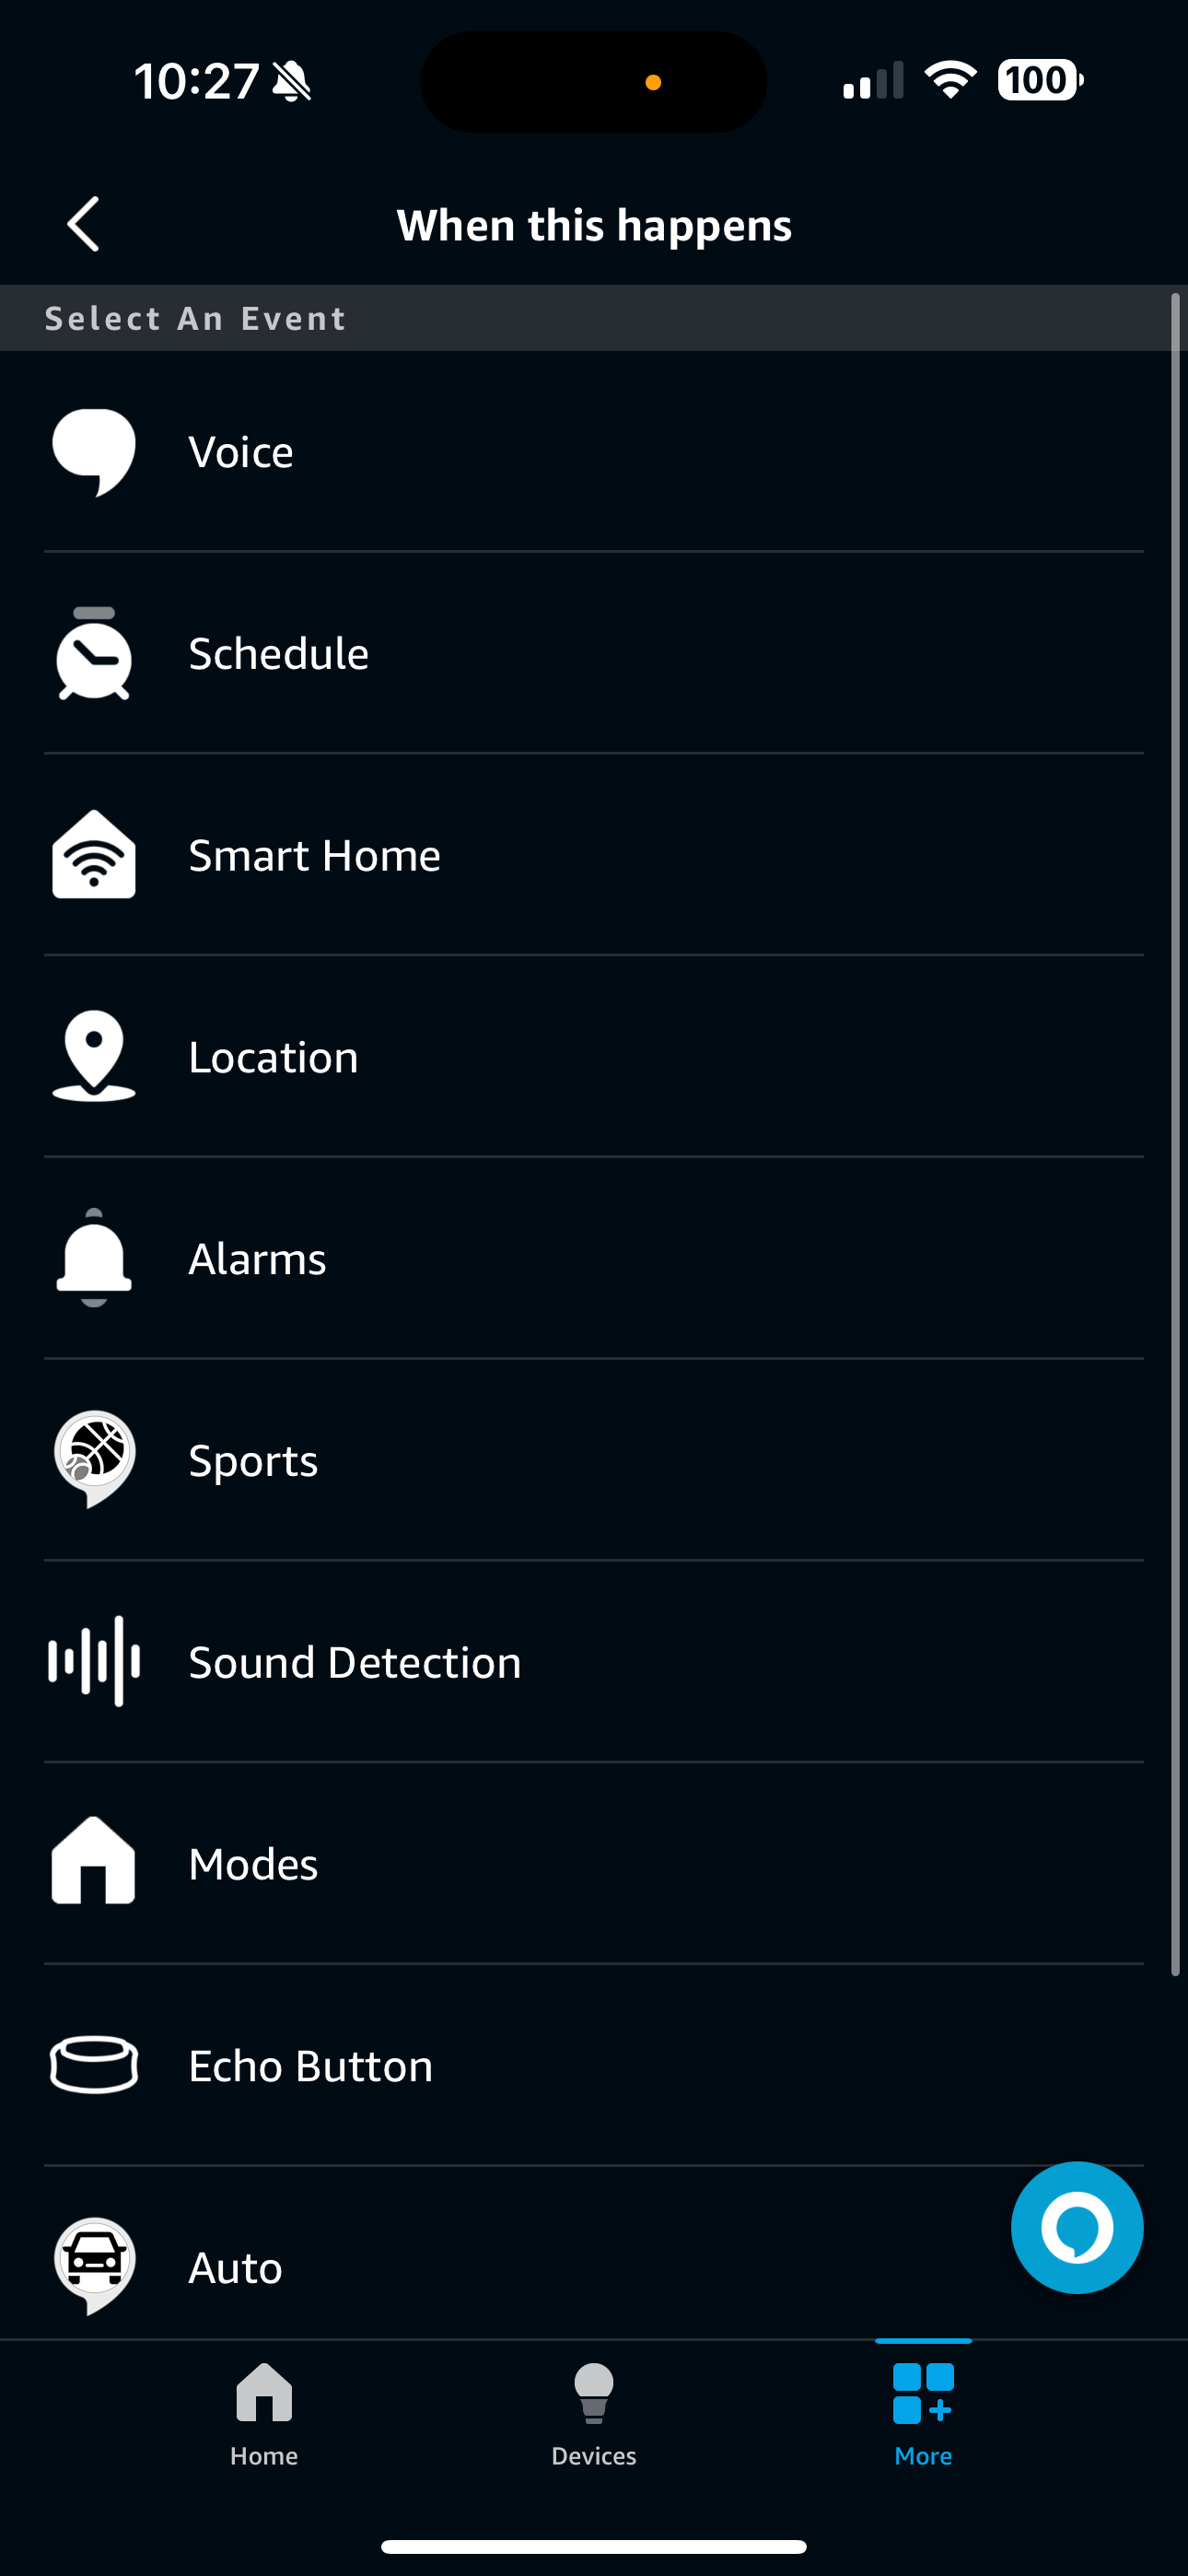 10:27
100
When this happens
Select An Event
Voice
Schedule
Smart Home
Location
Alarms
Sports
Sound Detection
Modes
Echo Button
Auto
Home
Devices
More